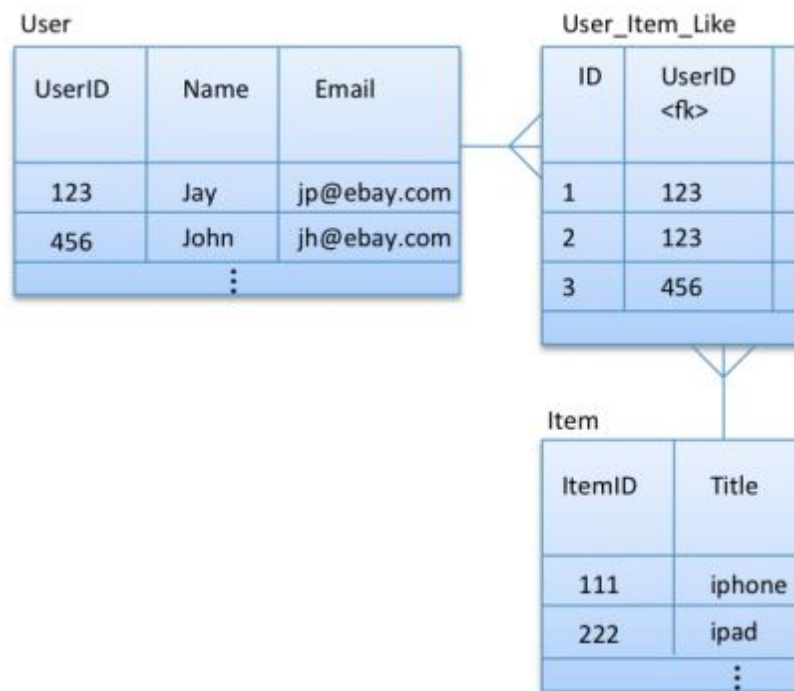 User
UserID Name Email
123 Jay jp@ebay.com
456 John jh@ebay.com
User_Item_Like
ID UserID
<fk>
1 123
2 123
3 456
Item
ItemID Title
111 iphone
222 ipad